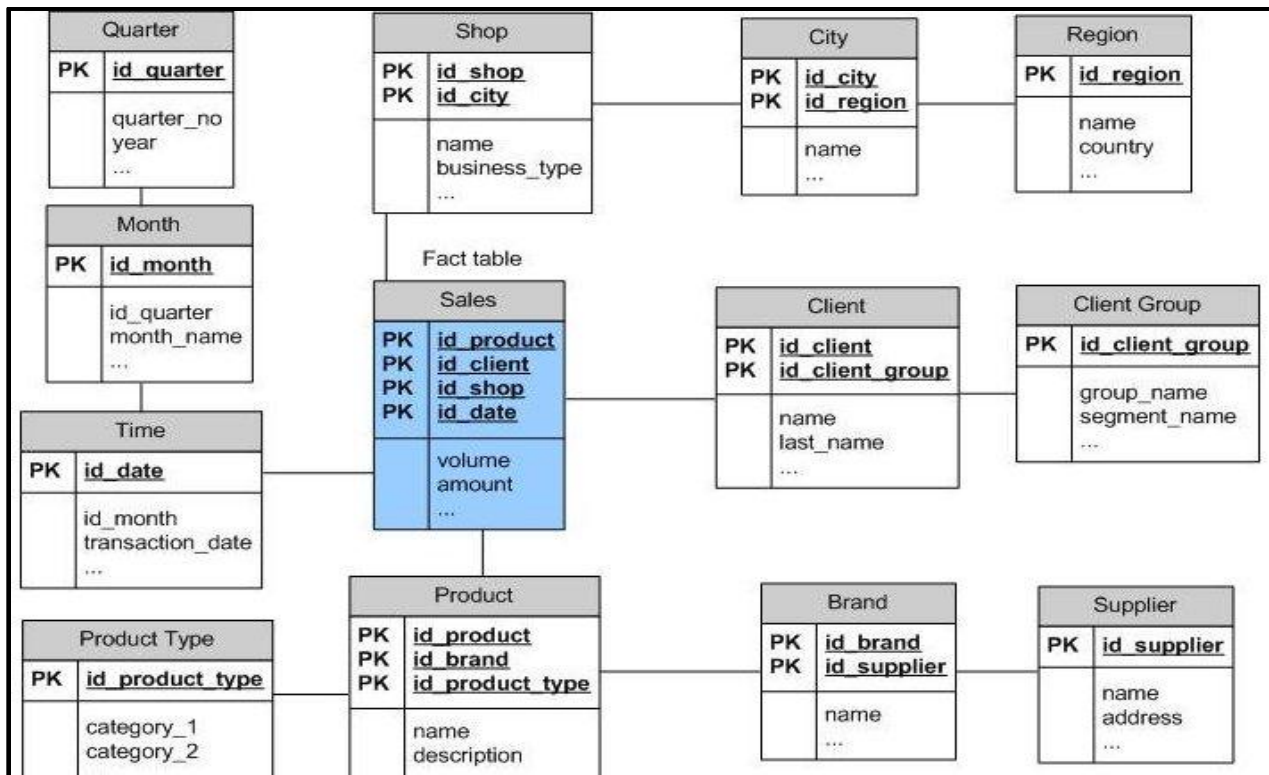 Quarter
PK id_quarter
quarter_no
year
...
Month
PK id_month
id_quarter
month_name
...
Time
PK id_date
id_month
transaction_date
...
Shop
PK id_shop
PK id_city
name
business_type
...
City
PK id_city
PK id_region
name
...
Region
PK id_region
name
country
...
Fact table
Sales
PK id_product
PK id_client
PK id_shop
PK id_date
volume
amount
...
Client
PK id_client
PK id_client_group
name
last_name
...
Client Group
PK id_client_group
group_name
segment_name
...
Product Type
PK id_product_type
category_1
category_2
Product
PK id_product
PK id_brand
PK id_product_type
name
description
Brand
PK id_brand
PK id_supplier
name
...
Supplier
PK id_supplier
name
address
...